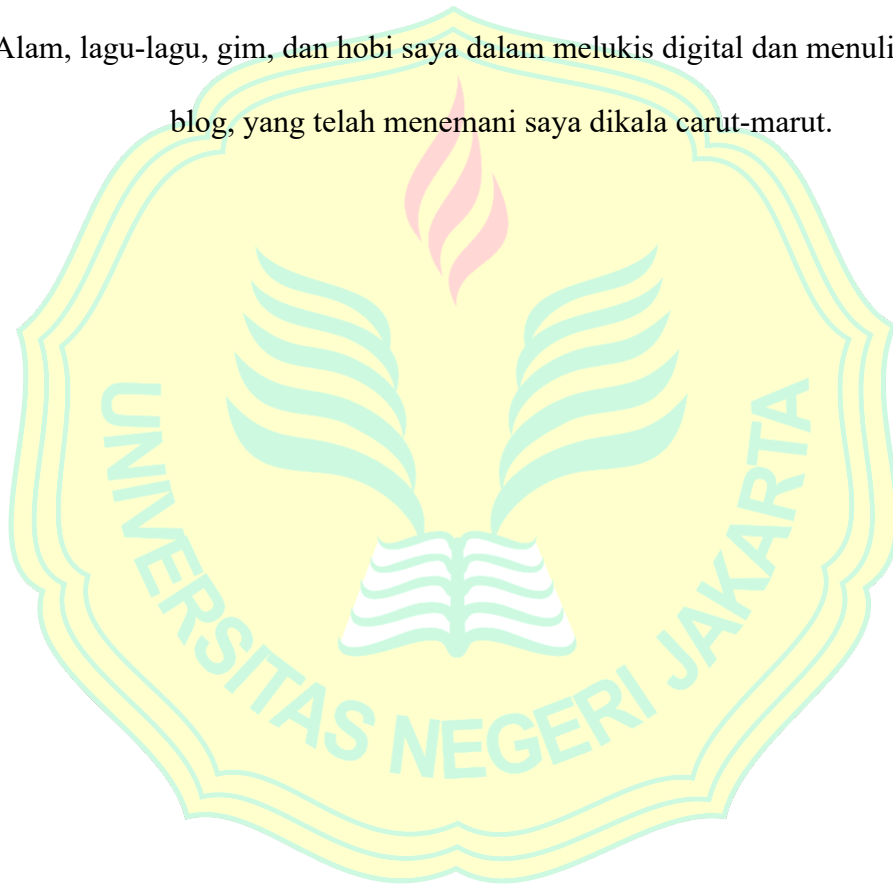 Alam, lagu-lagu, gim, dan hobi saya dalam melukis digital dan menuli
blog, yang telah menemani saya dikala carut-marut.
UNIVERSITAS NEGERI JAKARTA